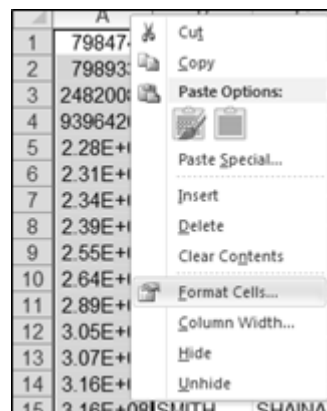 A
1 79847
2 79893
3 2482008
4 939642
5 2.28E+
6 2.31E+
7 2.34E+
8 2.39E+
9 2.55E+
10 2.64E+
11 2.89E+
12 3.05E+
13 3.07E+
14 3.16E+
15 3.16E+09 SMITH SHAINA
Cut
Copy
Paste Options:
Paste Special...
Insert
Delete
Clear Contents
Format Cells...
Column Width...
Hide
Unhide